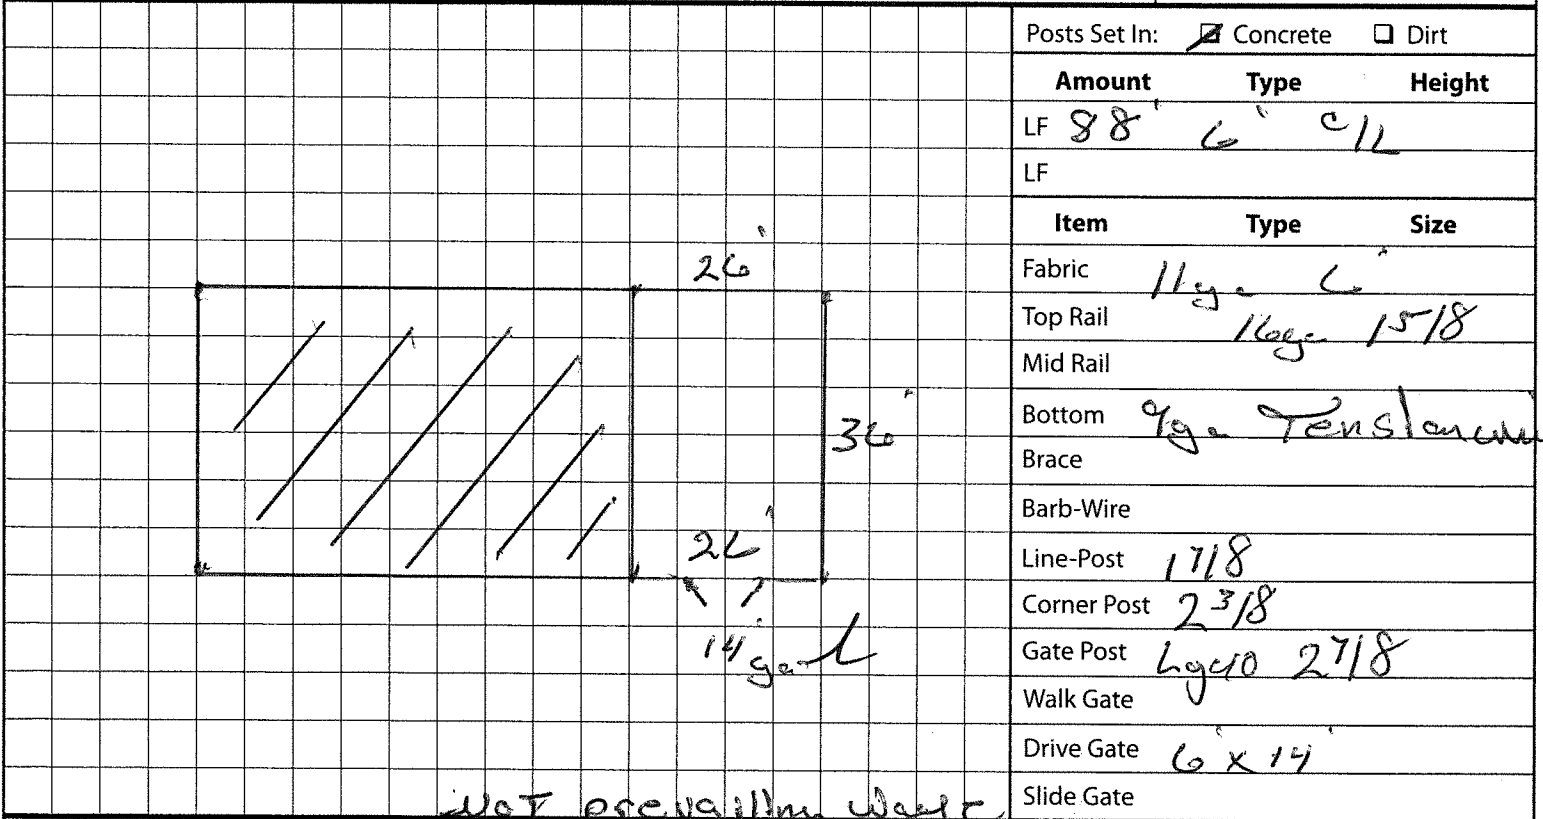 Posts Set In: Concrete Dirt
Amount Type Height
LF 88' 6' c/L
LF
Item Type Size
Fabric 11ga 6'
Top Rail 16ga 1 5/8
Mid Rail
Bottom 9ga
Brace
Barb-Wire
Line-Post 1 7/8
Corner Post 2 3/8
Gate Post 2 7/8
Walk Gate
Drive Gate 6' x 14'
Slide Gate
26'
36'
26'
14'
NOT prevailing wage